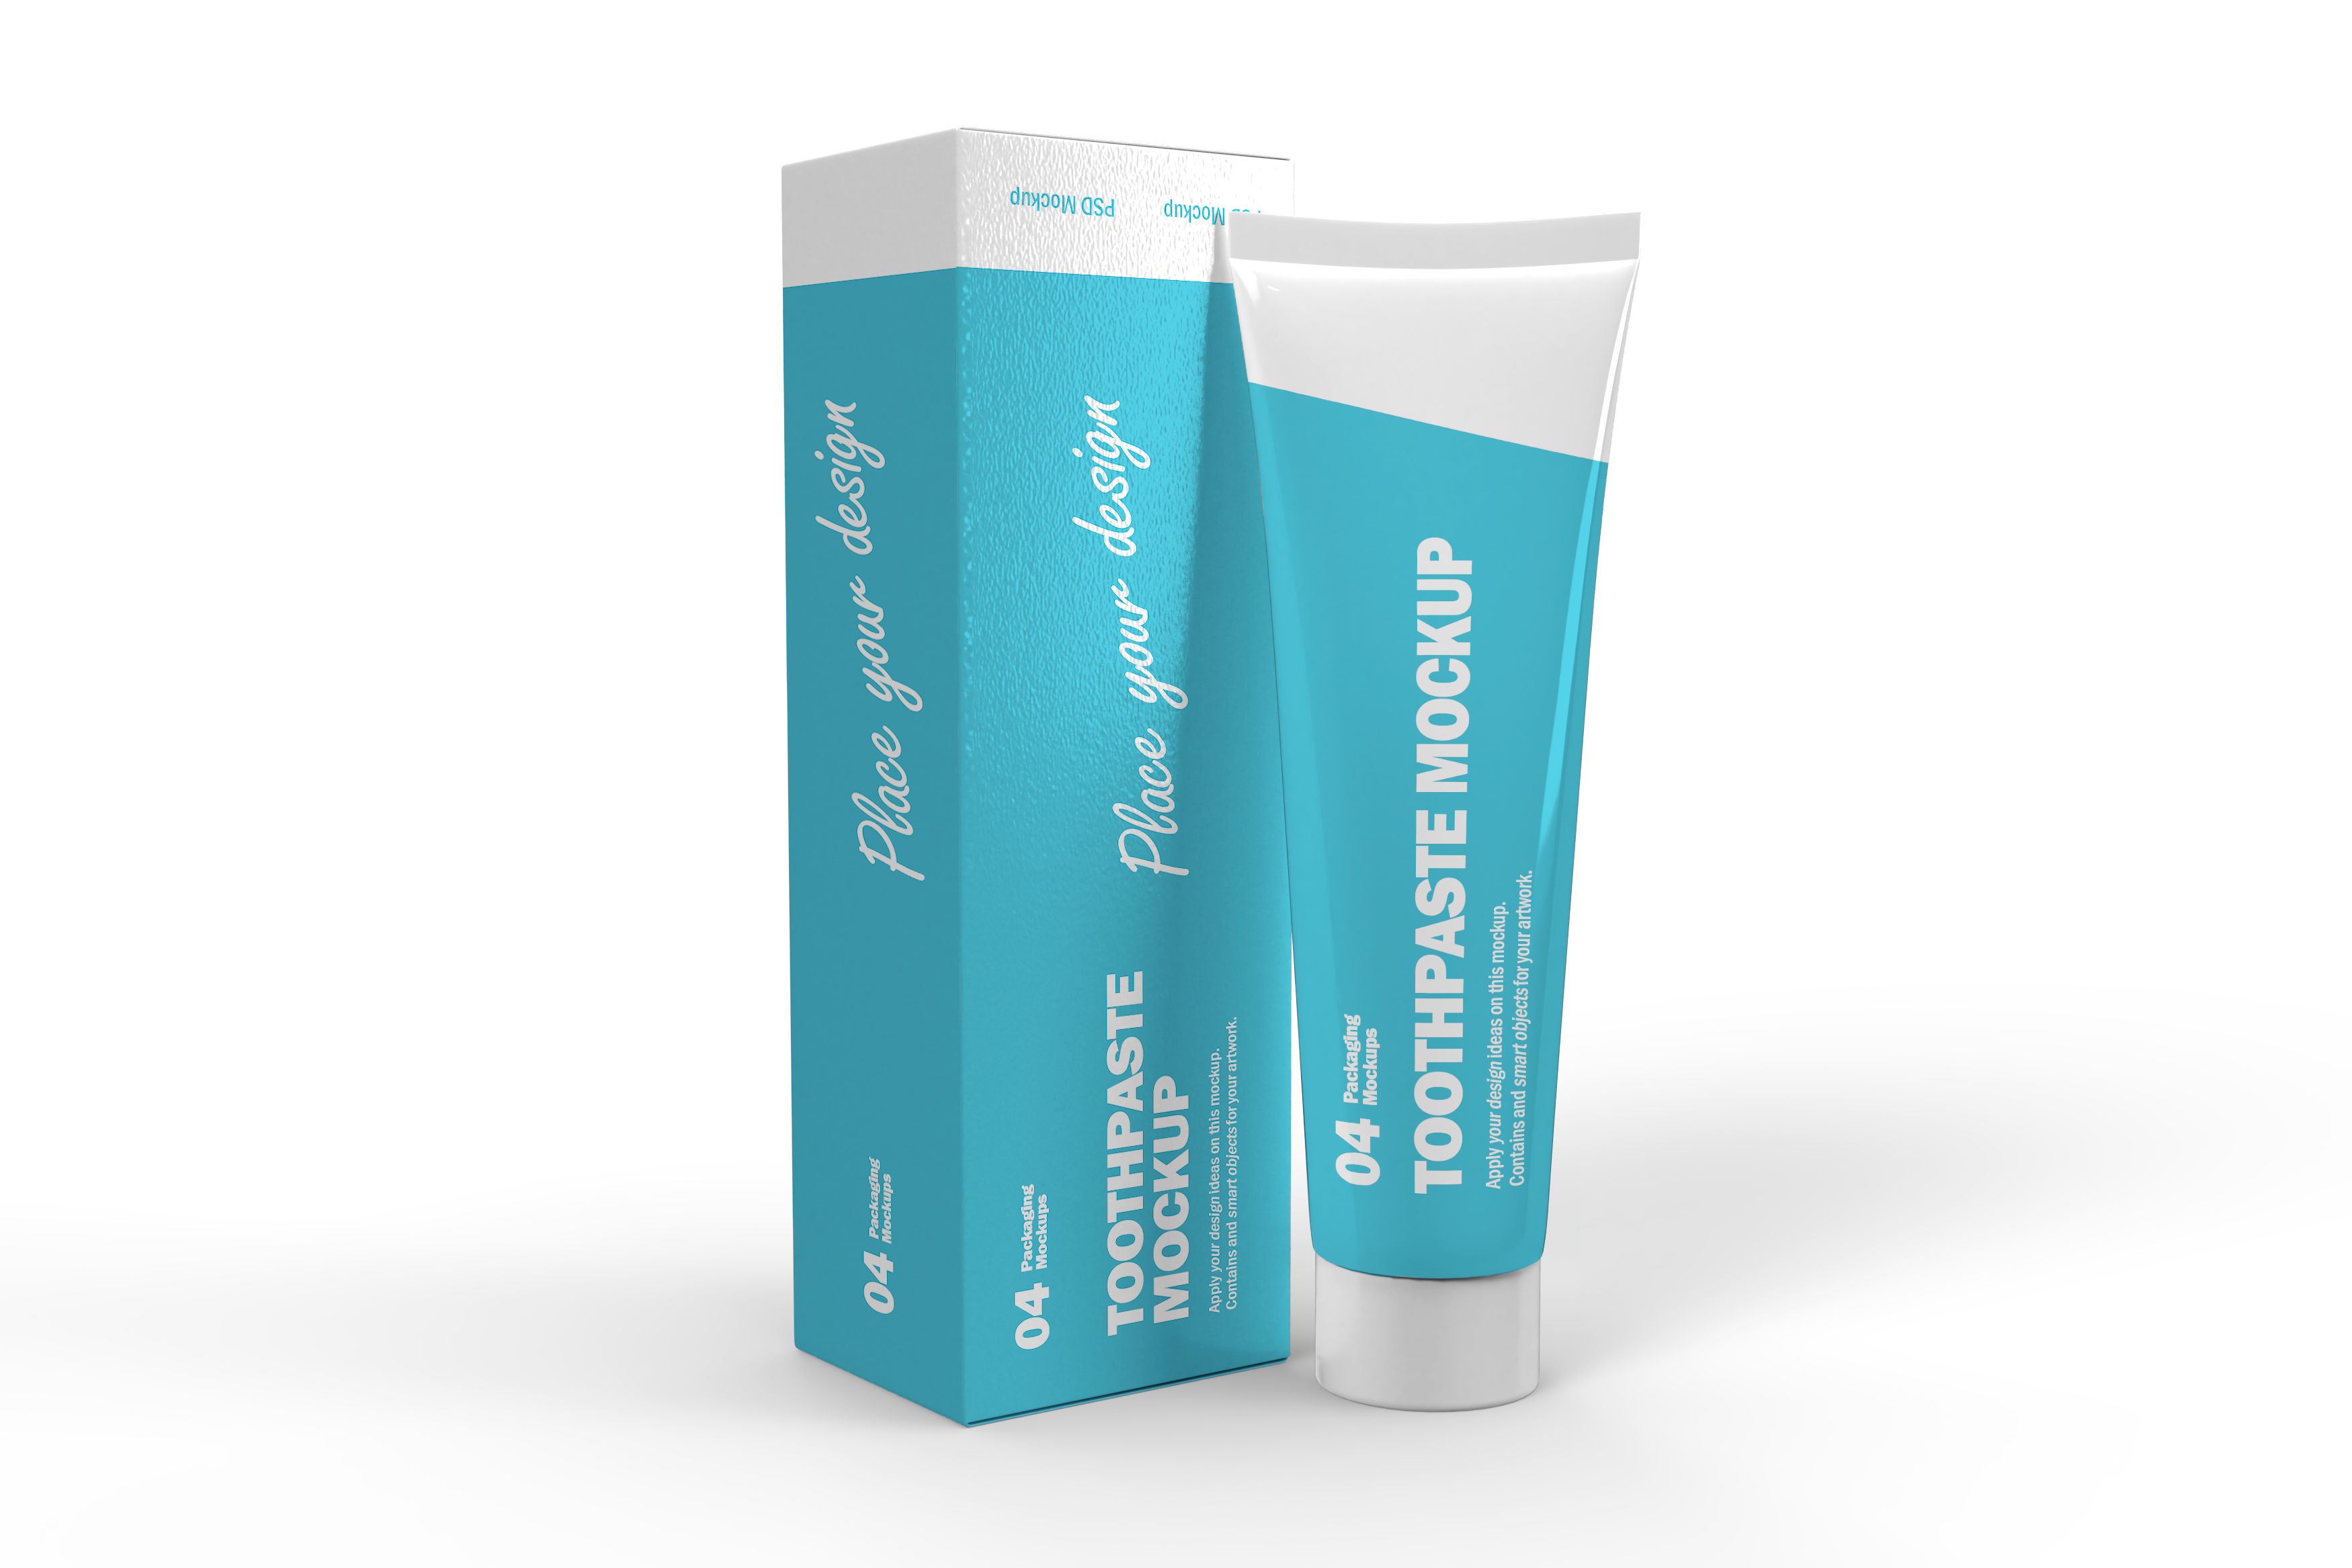 PSD Mockup
Mockup
Place your design
04
Packaging
Mockups
Place your design
04
Packaging
Mockups
TOOTHPASTE
MOCKUP
Apply your design ideas on this mockup.
Contains and smart objects for your artwork.
04
Packaging
Mockups
TOOTHPASTE MOCKUP
Apply your design ideas on this mockup.
Contains and smart objects for your artwork.